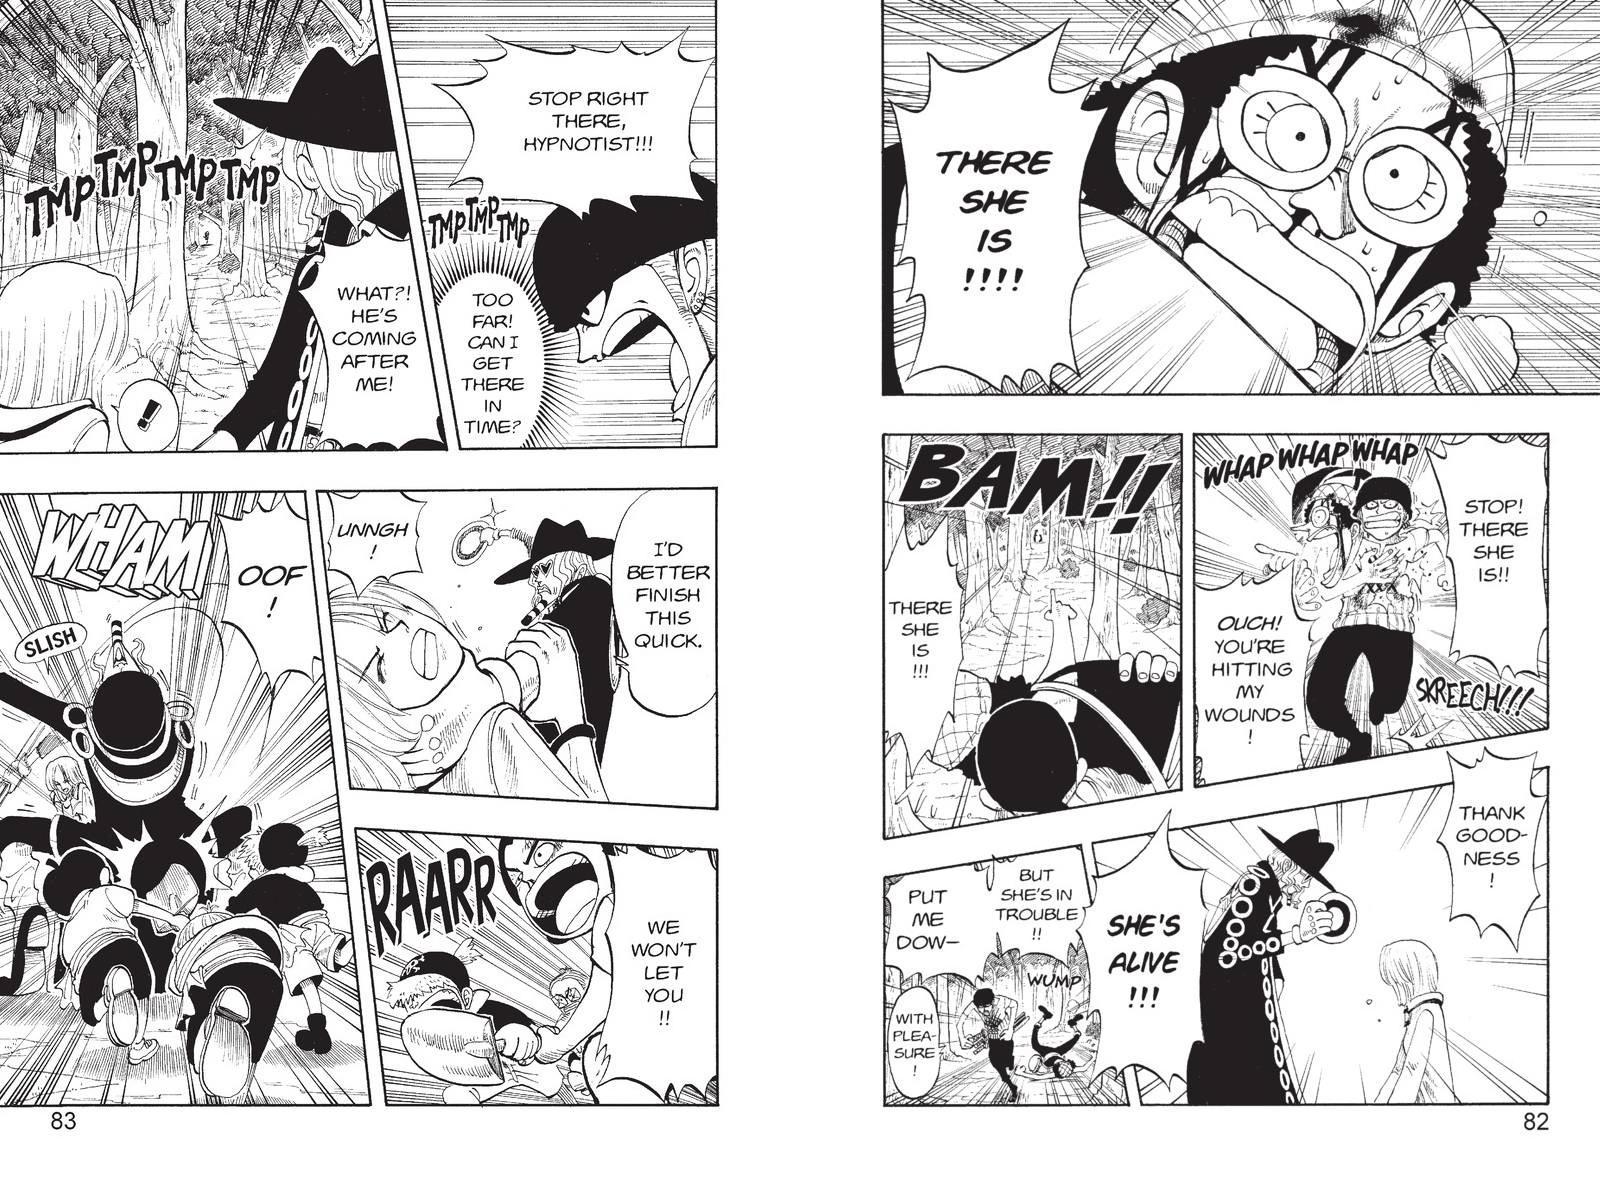 THERE
SHE
IS
!!!!
WHAP WHAP WHAP
STOP!
THERE
SHE
IS!!
OUCH!
YOU'RE
HITTING
MY
WOUNDS
!
SKREECH!!!
BAM!!
THERE
SHE
IS
!!!
THANK
GOOD-
NESS
!
SHE'S
ALIVE
!!!
BUT
SHE'S IN
TROUBLE
!!
PUT
ME
DOW—
WUMP
WITH
PLEA-
SURE
!
82
STOP RIGHT
THERE,
HYPNOTIST!!!
TMP TMP TMP
TOO
FAR!
CAN I
GET
THERE
IN
TIME?
TMP TMP TMP TMP
WHAT?!
HE'S
COMING
AFTER
ME!
!
I'D
BETTER
FINISH
THIS
QUICK.
UNNGH
!
WE
WON'T
LET
YOU
!!
RAARR
OOF
!
WHAM
SLISH
83